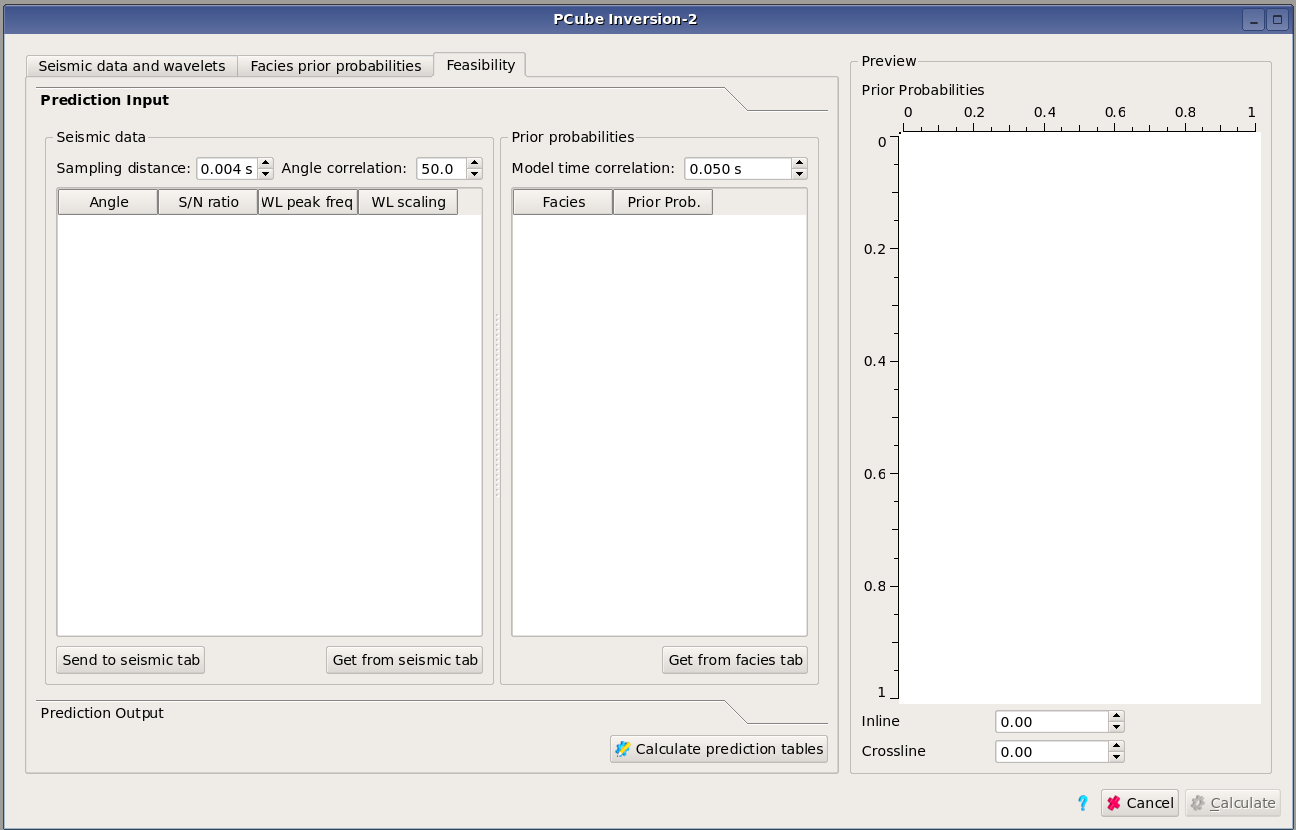 PCube Inversion-2
Seismic data and wavelets
Facies prior probabilities
Feasibility
Prediction Input
Seismic data
Sampling distance: 0.004 s Angle correlation: 50.0
Angle S/N ratio WL peak freq WL scaling
Send to seismic tab
Get from seismic tab
Prior probabilities
Model time correlation: 0.050 s
Facies Prior Prob.
Get from facies tab
Prediction Output
Calculate prediction tables
Preview
Prior Probabilities
0 0.2 0.4 0.6 0.8 1
0
0.2
0.4
0.6
0.8
1
Inline 0.00
Crossline 0.00
? Cancel Calculate